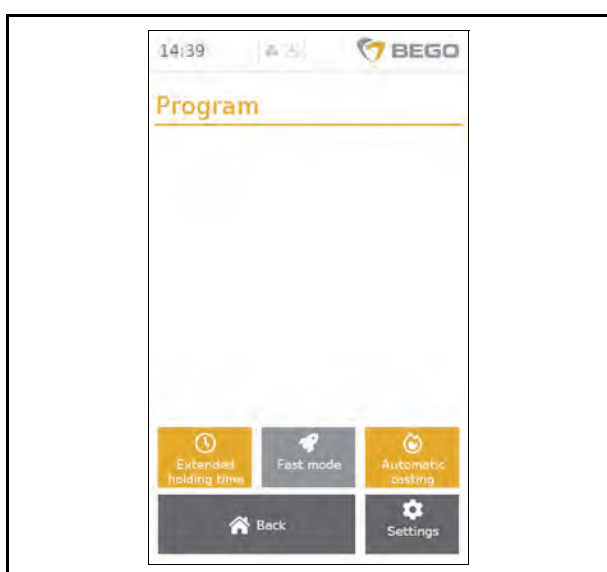 14:39
BEGO
Program
Extended
holding time
Fast mode
Automatic
casting
Back
Settings